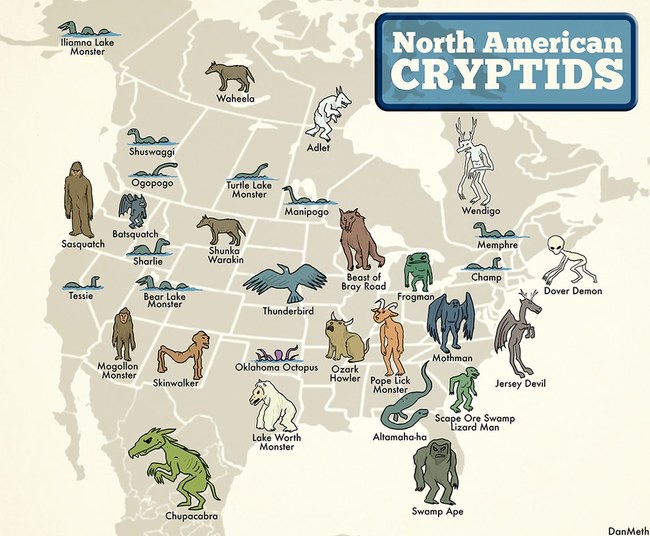 North American
CRYPTIDS
Iliamna Lake
Monster
Waheela
Adlet
Shuswaggi
Ogopogo
Turtle Lake
Monster
Manipogo
Wendigo
Sasquatch
Batsquatch
Sharlie
Shunka
Warakin
Beast of
Bray Road
Frogman
Memphre
Champ
Dover Demon
Tessie
Bear Lake
Monster
Thunderbird
Mogollon
Monster
Skinwalker
Oklahoma Octopus
Ozark
Howler
Pope Lick
Monster
Mothman
Jersey Devil
Lake Worth
Monster
Altamaha-ha
Scape Ore Swamp
Lizard Man
Chupacabra
Swamp Ape
DanMeth